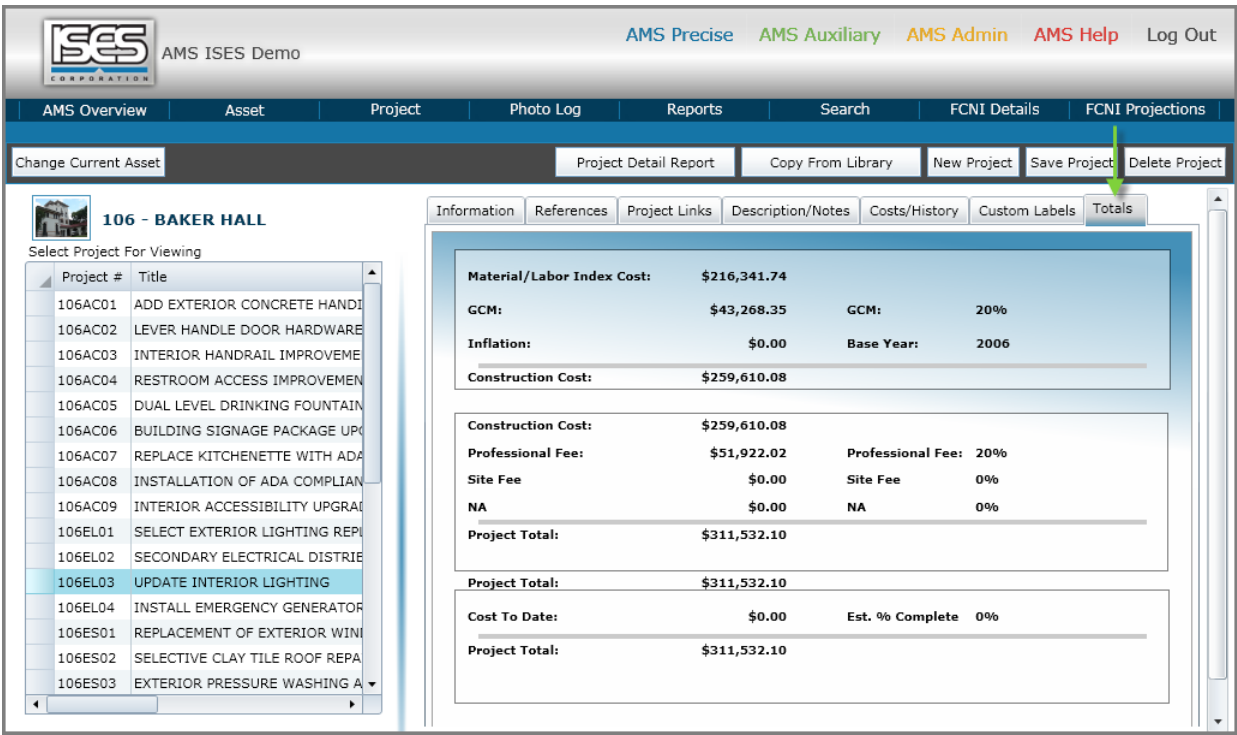 ISES
CORPORATION
AMS ISES Demo
AMS Precise AMS Auxiliary AMS Admin AMS Help Log Out
AMS Overview Asset Project Photo Log Reports Search FCNI Details FCNI Projections
Change Current Asset Project Detail Report Copy From Library New Project Save Project Delete Project
106 - BAKER HALL
Select Project For Viewing
Project # Title
106AC01 ADD EXTERIOR CONCRETE HANDI
106AC02 LEVER HANDLE DOOR HARDWARE
106AC03 INTERIOR HANDRAIL IMPROVEME
106AC04 RESTROOM ACCESS IMPROVEMEN
106AC05 DUAL LEVEL DRINKING FOUNTAIN
106AC06 BUILDING SIGNAGE PACKAGE UPG
106AC07 REPLACE KITCHENETTE WITH ADA
106AC08 INSTALLATION OF ADA COMPLIAN
106AC09 INTERIOR ACCESSIBILITY UPGRAD
106EL01 SELECT EXTERIOR LIGHTING REPL
106EL02 SECONDARY ELECTRICAL DISTRIB
106EL03 UPDATE INTERIOR LIGHTING
106EL04 INSTALL EMERGENCY GENERATOR
106ES01 REPLACEMENT OF EXTERIOR WIND
106ES02 SELECTIVE CLAY TILE ROOF REPA
106ES03 EXTERIOR PRESSURE WASHING A
Information References Project Links Description/Notes Costs/History Custom Labels Totals
Material/Labor Index Cost: $216,341.74
GCM: $43,268.35 GCM: 20%
Inflation: $0.00 Base Year: 2006
Construction Cost: $259,610.08
Construction Cost: $259,610.08
Professional Fee: $51,922.02 Professional Fee: 20%
Site Fee $0.00 Site Fee 0%
NA $0.00 NA 0%
Project Total: $311,532.10
Project Total: $311,532.10
Cost To Date: $0.00 Est. % Complete 0%
Project Total: $311,532.10